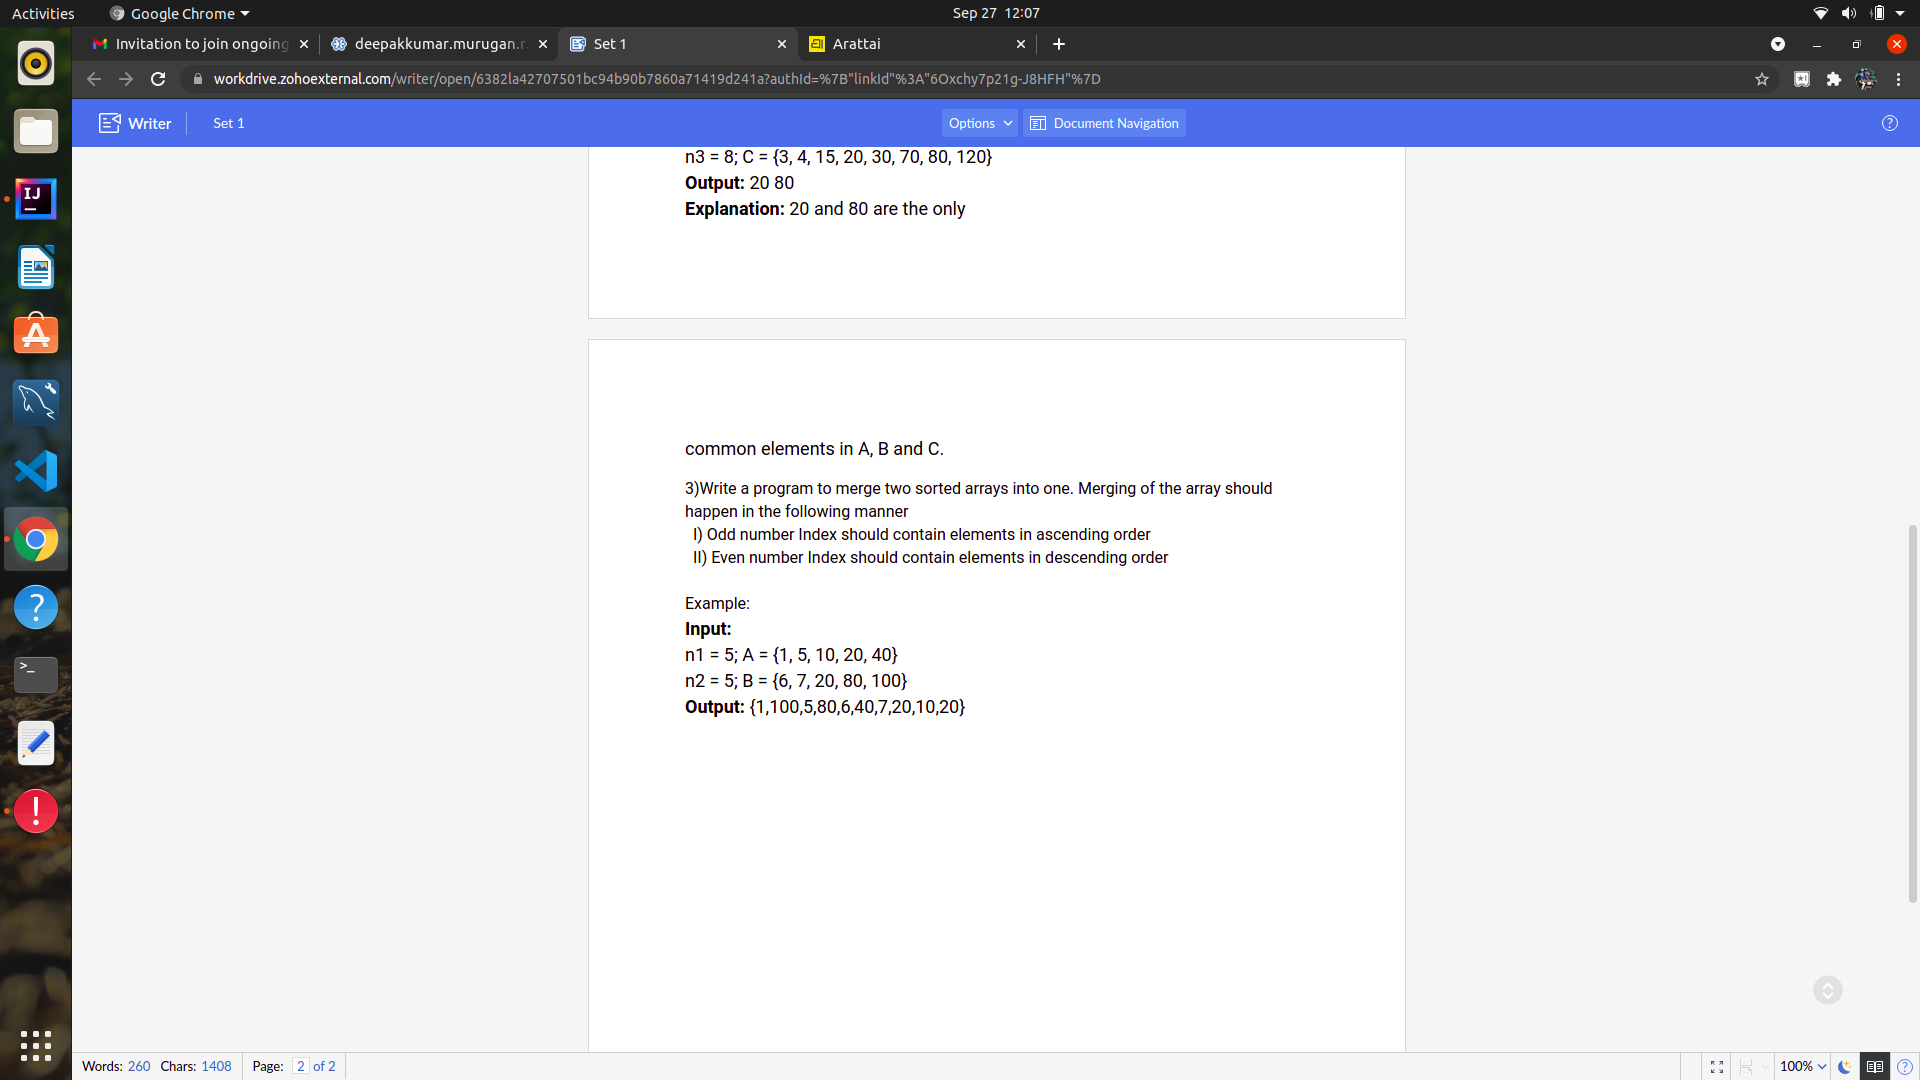 Activities
Google Chrome
Sep 27 12:07
Invitation to join ongoing
deepakkumar.murugan.r
Set 1
Arattai
workdrive.zohoexternal.com/writer/open/6382la42707501bc94b90b7860a71419d241a?authId=%7B"linkId"%3A"6Oxchy7p21g-J8HFH"%7D
Writer
Set 1
Options
Document Navigation
n3 = 8; C = {3, 4, 15, 20, 30, 70, 80, 120}
Output: 20 80
Explanation: 20 and 80 are the only
common elements in A, B and C.
3)Write a program to merge two sorted arrays into one. Merging of the array should
happen in the following manner
I) Odd number Index should contain elements in ascending order
II) Even number Index should contain elements in descending order
Example:
Input:
n1 = 5; A = {1, 5, 10, 20, 40}
n2 = 5; B = {6, 7, 20, 80, 100}
Output: {1,100,5,80,6,40,7,20,10,20}
Words: 260 Chars: 1408 Page: 2 of 2
100%